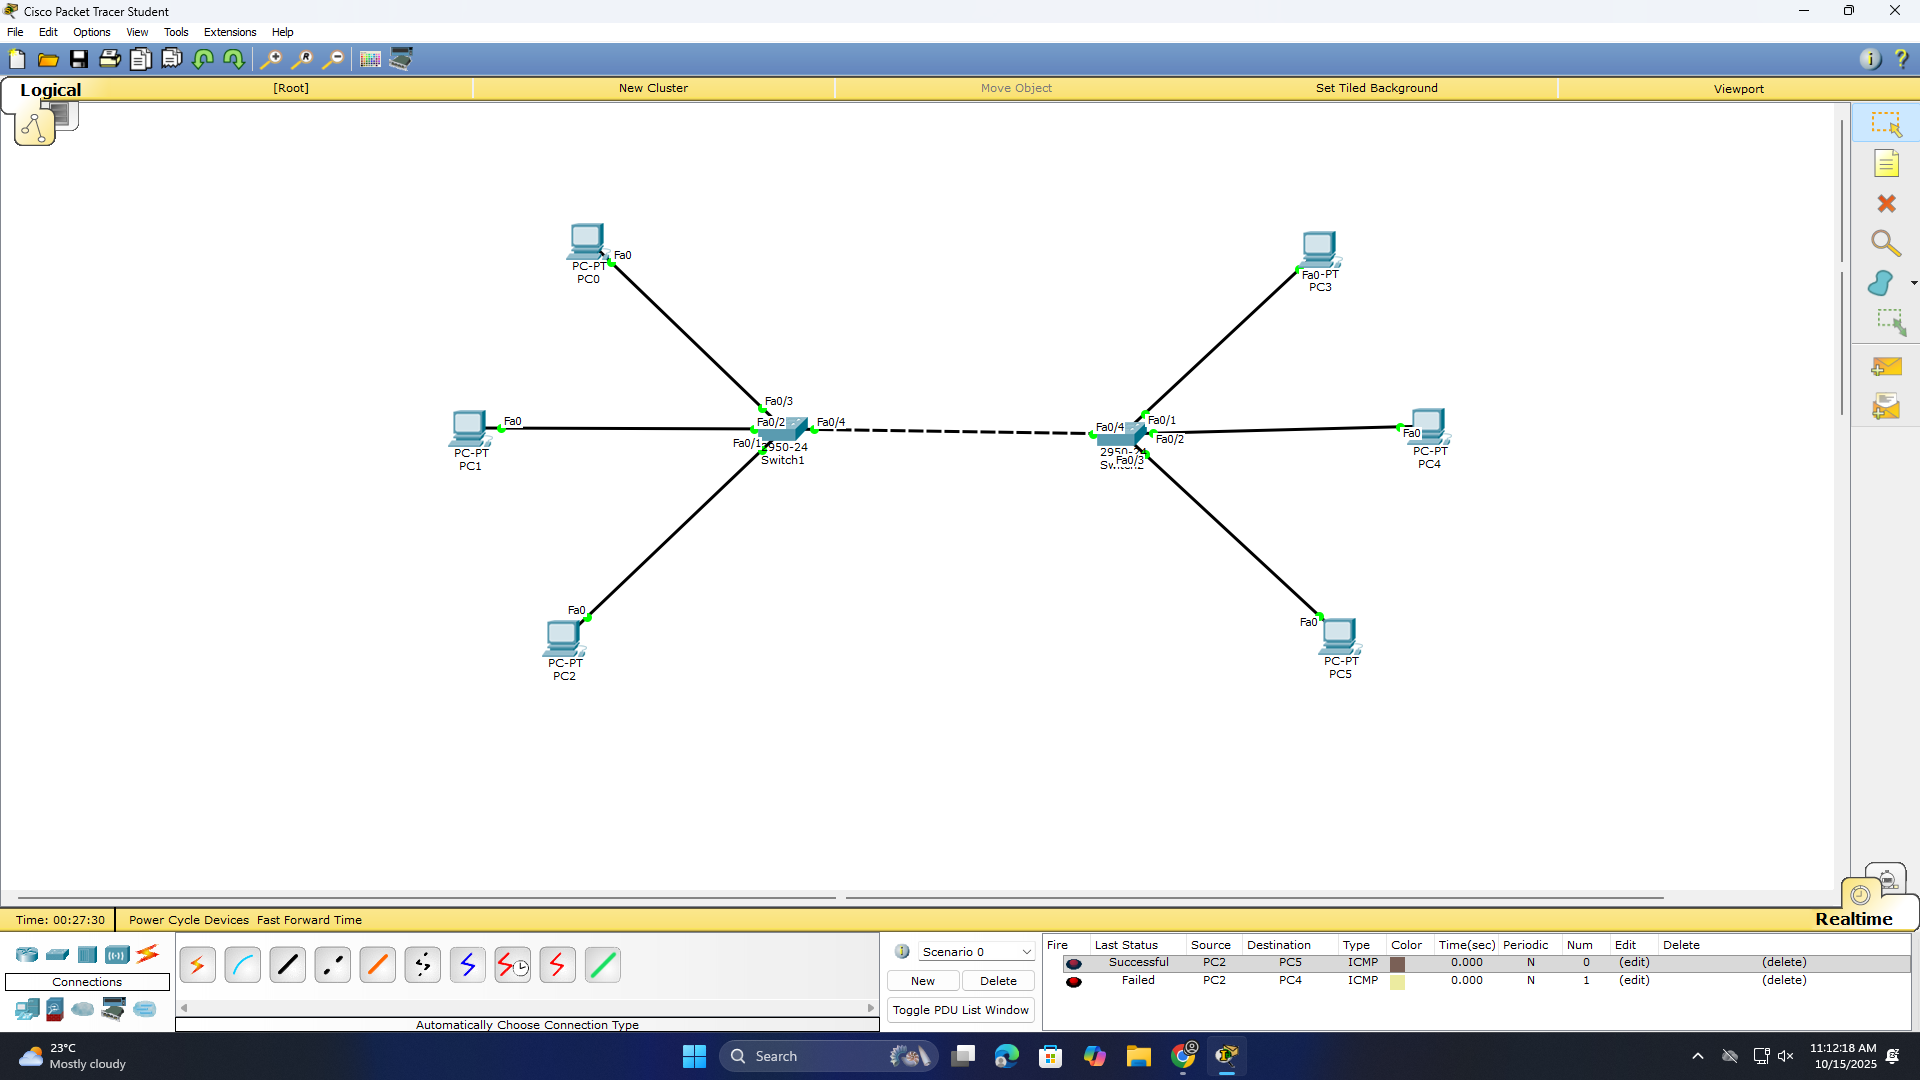 Cisco Packet Tracer Student
File Edit Options View Tools Extensions Help
Logical [Root] New Cluster Move Object Set Tiled Background Viewport
Fa0
PC-PT
PC0
Fa0-PT
PC3
Fa0/3
Fa0
Fa0/2
Fa0/4
Fa0/1
2950-24
Switch1
PC-PT
PC1
Fa0/4
Fa0/1
Fa0/2
2950-24
Fa0/3
Fa0
PC-PT
PC4
Fa0
PC-PT
PC2
Fa0
PC-PT
PC5
Time: 00:27:30 Power Cycle Devices Fast Forward Time
Realtime
Connections
Automatically Choose Connection Type
Scenario 0
New Delete
Toggle PDU List Window
Fire Last Status Source Destination Type Color Time(sec) Periodic Num Edit Delete
Successful PC2 PC5 ICMP 0.000 N 0 (edit) (delete)
Failed PC2 PC4 ICMP 0.000 N 1 (edit) (delete)
23°C
Mostly cloudy
Search
11:12:18 AM
10/15/2025